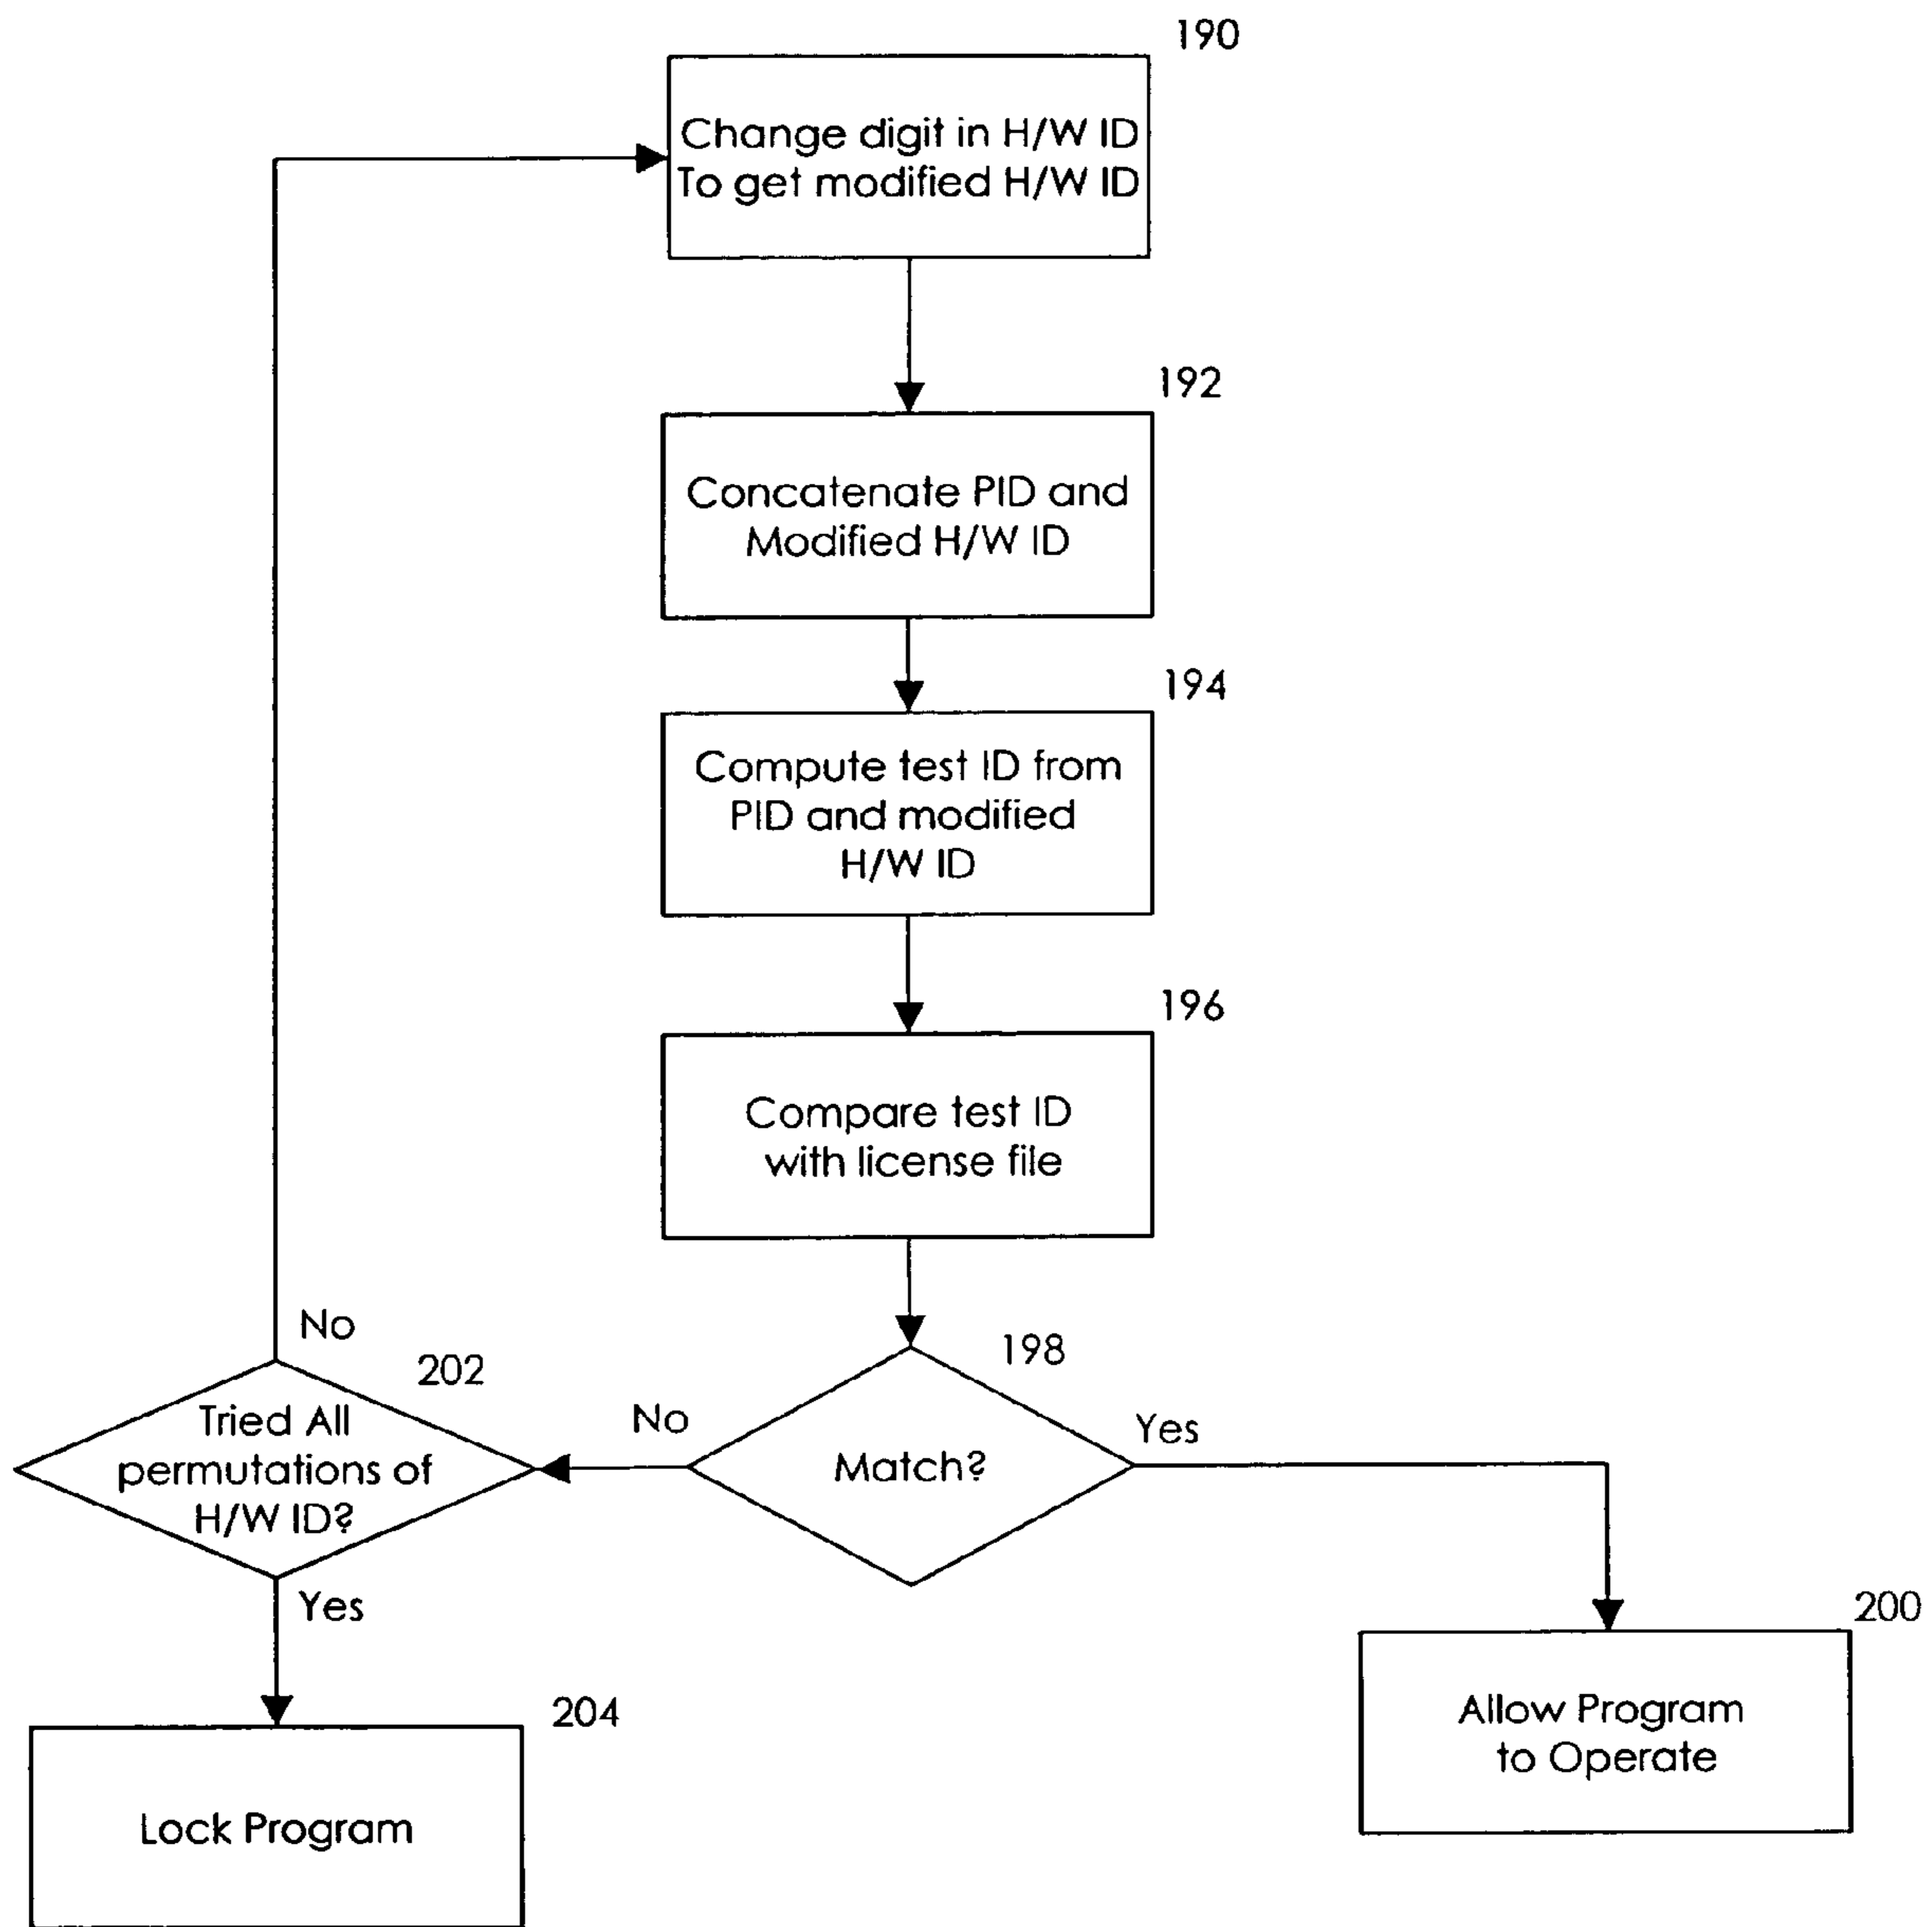 190
Change digit in H/W ID
To get modified H/W ID
192
Concatenate PID and
Modified H/W ID
194
Compute test ID from
PID and modified
H/W ID
196
Compare test ID
with license file
198
Match?
No
Yes
202
No
Tried All
permutations of
H/W ID?
Yes
200
Allow Program
to Operate
204
Lock Program